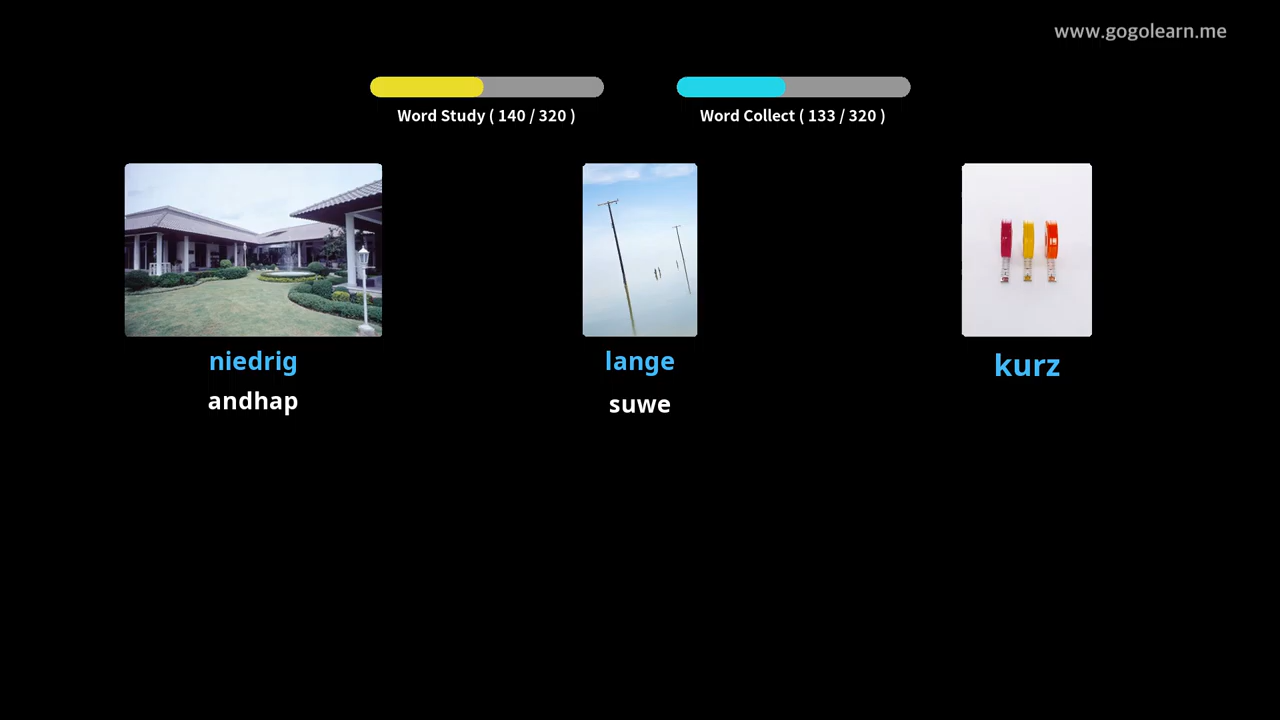 www.gogolearn.me
Word Study ( 140 / 320 )
Word Collect ( 133 / 320 )
niedrig
andhap
lange
suwe
kurz